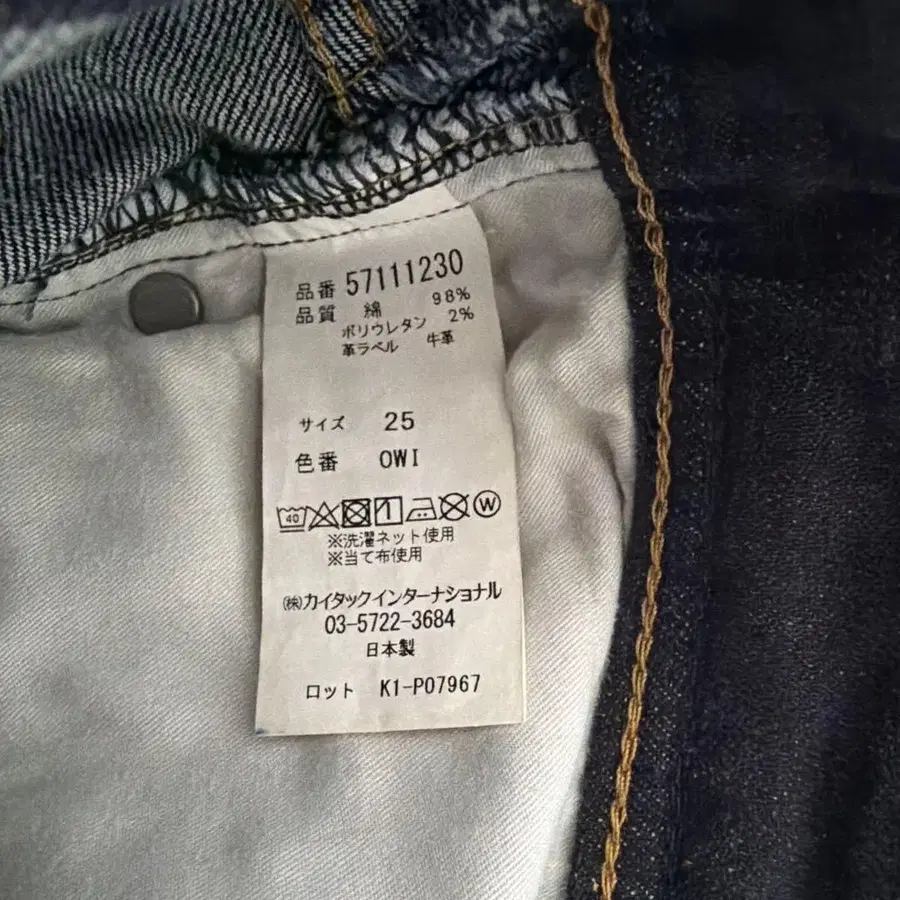 品番 57111230
品質 綿 98%
ポリウレタン 2%
革ラベル 牛革
サイズ 25
色番 OWI
40 W
※洗濯ネット使用
※当て布使用
㈱カイタックインターナショナル
03-5722-3684
日本製
ロット K1-P07967